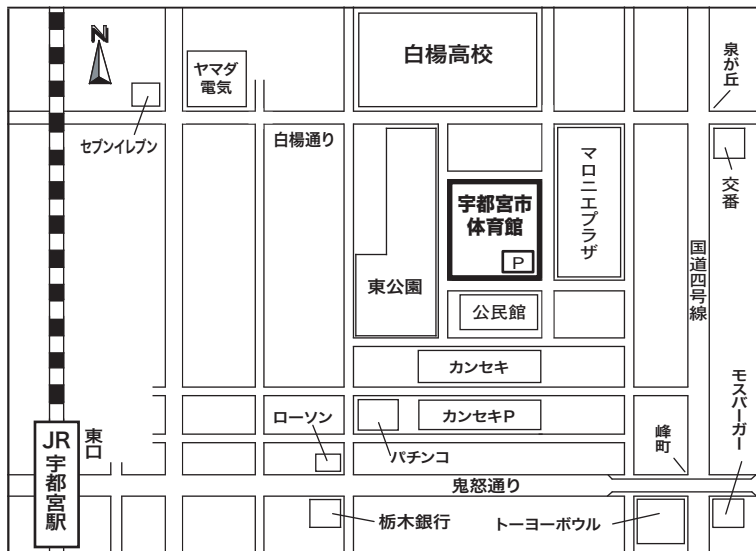 N
白楊高校
ヤマダ
電気
泉が丘
セブンイレブン
白楊通り
交番
マロニエプラザ
宇都宮市
体育館
P
国道四号線
東公園
公民館
カンセキ
モスバーガー
ローソン
カンセキP
東口
JR
宇都宮駅
パチンコ
峰町
鬼怒通り
栃木銀行
トーヨーボウル